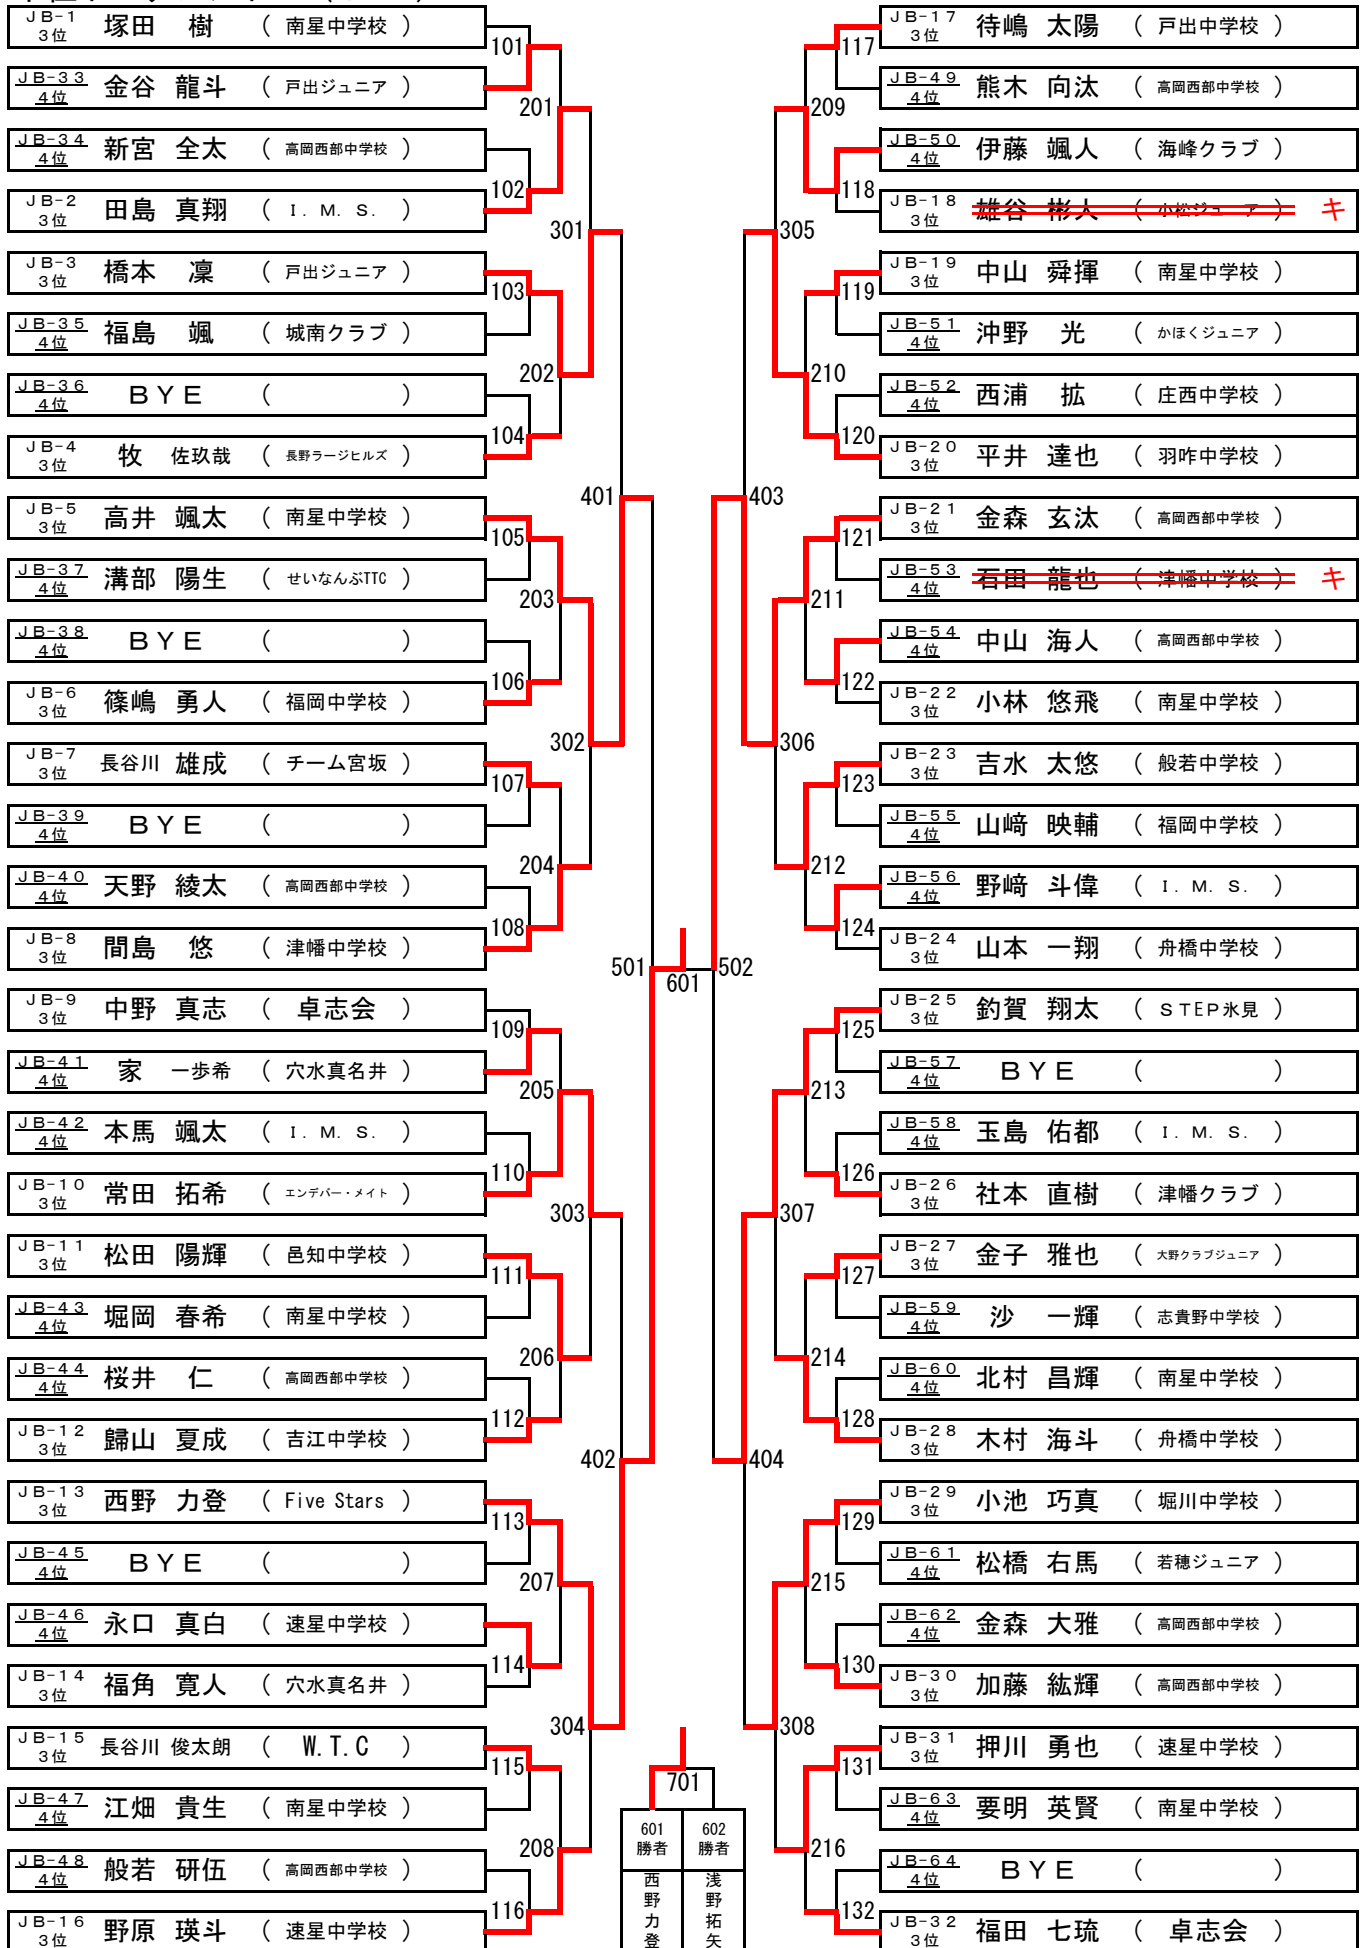 JB-1 3位 塚田 樹 ( 南星中学校 )
101
JB-33 4位 金谷 龍斗 ( 戸出ジュニア )
201
JB-34 4位 新宮 全太 ( 高岡西部中学校 )
102
JB-2 3位 田島 真翔 ( I. M. S. )
301
JB-3 3位 橋本 凜 ( 戸出ジュニア )
103
JB-35 4位 福島 颯 ( 城南クラブ )
202
JB-36 4位 BYE ( )
104
JB-4 3位 牧 佐玖哉 ( 長野ラージヒルズ )
401
JB-5 3位 高井 颯太 ( 南星中学校 )
105
JB-37 4位 溝部 陽生 ( せいなんぶTTC )
203
JB-38 4位 BYE ( )
106
JB-6 3位 篠嶋 勇人 ( 福岡中学校 )
302
JB-7 3位 長谷川 雄成 ( チーム宮坂 )
107
JB-39 4位 BYE ( )
204
JB-40 4位 天野 綾太 ( 高岡西部中学校 )
108
JB-8 3位 間島 悠 ( 津幡中学校 )
501
JB-9 3位 中野 真志 ( 卓志会 )
109
JB-41 4位 家 一歩希 ( 穴水真名井 )
205
JB-42 4位 本馬 颯太 ( I. M. S. )
110
JB-10 3位 常田 拓希 ( エンデバー・メイト )
303
JB-11 3位 松田 陽輝 ( 邑知中学校 )
111
JB-43 4位 堀岡 春希 ( 南星中学校 )
206
JB-44 4位 桜井 仁 ( 高岡西部中学校 )
112
JB-12 3位 歸山 夏成 ( 吉江中学校 )
402
JB-13 3位 西野 力登 ( Five Stars )
113
JB-45 4位 BYE ( )
207
JB-46 4位 永口 真白 ( 速星中学校 )
114
JB-14 3位 福角 寛人 ( 穴水真名井 )
304
JB-15 3位 長谷川 俊太朗 ( W.T.C )
115
JB-47 4位 江畑 貴生 ( 南星中学校 )
208
JB-48 4位 般若 研伍 ( 高岡西部中学校 )
116
JB-16 3位 野原 瑛斗 ( 速星中学校 )
601
701
601 勝者
602 勝者
西野力登
浅野拓矢
JB-17 3位 待嶋 太陽 ( 戸出中学校 )
117
JB-49 4位 熊木 向汰 ( 高岡西部中学校 )
209
JB-50 4位 伊藤 颯人 ( 海峰クラブ )
118
JB-18 3位 雄谷 彬人 ( 小松ジュニア ) キ
305
JB-19 3位 中山 舜揮 ( 南星中学校 )
119
JB-51 4位 沖野 光 ( かほくジュニア )
210
JB-52 4位 西浦 拡 ( 庄西中学校 )
120
JB-20 3位 平井 達也 ( 羽咋中学校 )
403
JB-21 3位 金森 玄汰 ( 高岡西部中学校 )
121
JB-53 4位 石田 龍也 ( 津幡中学校 ) キ
211
JB-54 4位 中山 海人 ( 高岡西部中学校 )
122
JB-22 3位 小林 悠飛 ( 南星中学校 )
306
JB-23 3位 吉水 太悠 ( 般若中学校 )
123
JB-55 4位 山﨑 映輔 ( 福岡中学校 )
212
JB-56 4位 野﨑 斗偉 ( I. M. S. )
124
JB-24 3位 山本 一翔 ( 舟橋中学校 )
502
JB-25 3位 釣賀 翔太 ( STEP氷見 )
125
JB-57 4位 BYE ( )
213
JB-58 4位 玉島 佑都 ( I. M. S. )
126
JB-26 3位 社本 直樹 ( 津幡クラブ )
307
JB-27 3位 金子 雅也 ( 大野クラブジュニア )
127
JB-59 4位 沙 一輝 ( 志貴野中学校 )
214
JB-60 4位 北村 昌輝 ( 南星中学校 )
128
JB-28 3位 木村 海斗 ( 舟橋中学校 )
404
JB-29 3位 小池 巧真 ( 堀川中学校 )
129
JB-61 4位 松橋 右馬 ( 若穂ジュニア )
215
JB-62 4位 金森 大雅 ( 高岡西部中学校 )
130
JB-30 3位 加藤 紘輝 ( 高岡西部中学校 )
308
JB-31 3位 押川 勇也 ( 速星中学校 )
131
JB-63 4位 要明 英賢 ( 南星中学校 )
216
JB-64 4位 BYE ( )
132
JB-32 3位 福田 七琉 ( 卓志会 )